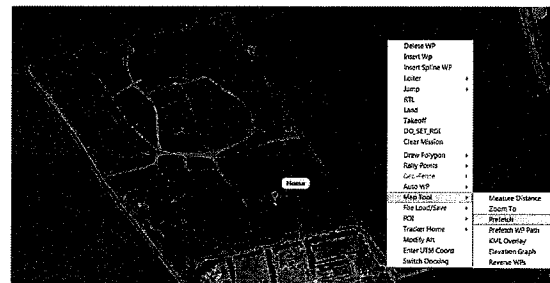 Home
Delete WP
Insert Wp
Insert Spline WP
Loiter
Jump
RTL
Land
Takeoff
DO_SET_ROI
Clear Mission
Draw Polygon
Rally Points
Geo-Fence
Auto WP
Map Tool
File Load/Save
POI
Tracker Home
Modify Alt
Enter UTM Coord
Switch Docking
Measure Distance
Zoom To
Prefetch
Prefetch WP Path
KML Overlay
Elevation Graph
Reverse WPs